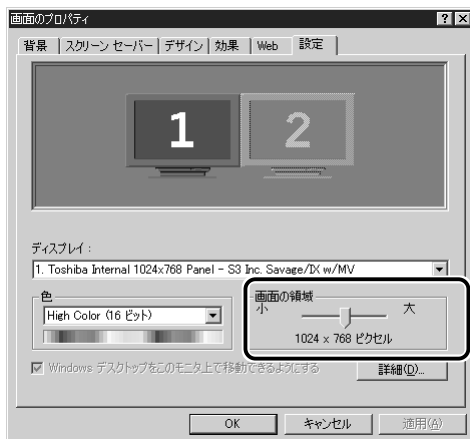 画面のプロパティ
背景 スクリーン セーバー デザイン 効果 Web 設定
1 2
ディスプレイ :
1. Toshiba Internal 1024x768 Panel - S3 Inc. Savage/IX w/MV
色
High Color (16 ビット)
画面の領域
小 大
1024 x 768 ピクセル
Windows デスクトップをこのモニタ上で移動できるようにする
詳細(D)...
OK キャンセル 適用(A)